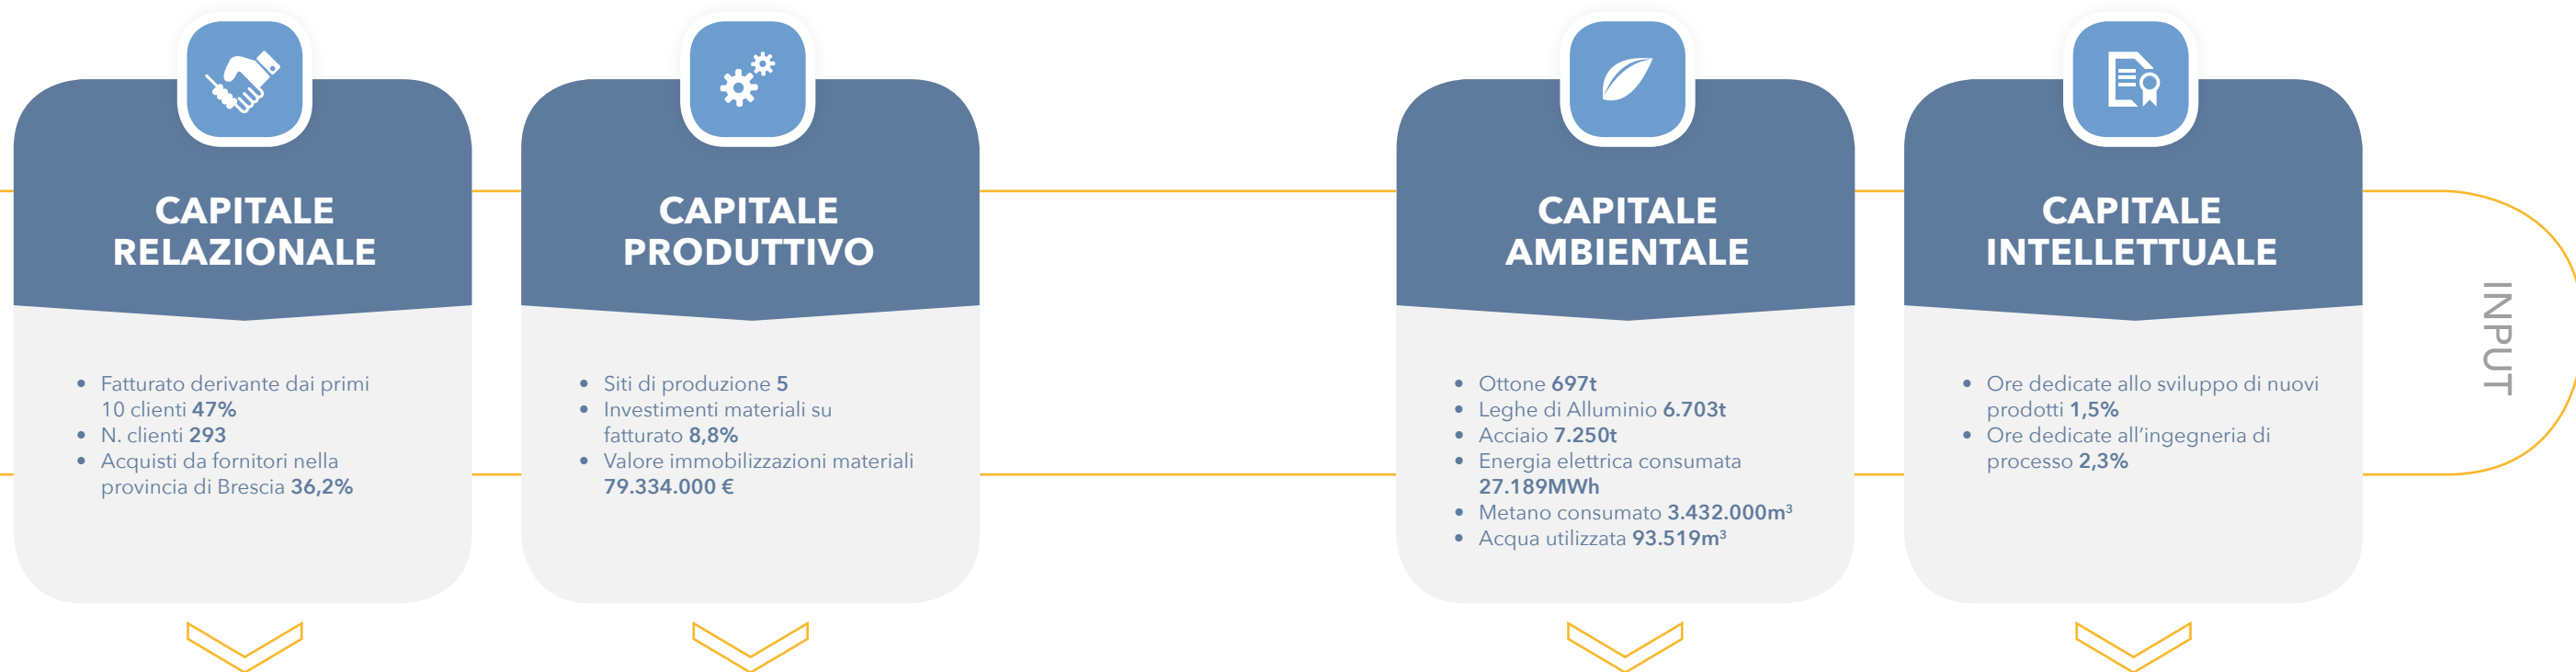 CAPITALE
RELAZIONALE
• Fatturato derivante dai primi
10 clienti 47%
• N. clienti 293
• Acquisti da fornitori nella
provincia di Brescia 36,2%
CAPITALE
PRODUTTIVO
• Siti di produzione 5
• Investimenti materiali su
fatturato 8,8%
• Valore immobilizzazioni materiali
79.334.000 €
CAPITALE
AMBIENTALE
• Ottone 697t
• Leghe di Alluminio 6.703t
• Acciaio 7.250t
• Energia elettrica consumata
27.189MWh
• Metano consumato 3.432.000m³
• Acqua utilizzata 93.519m³
CAPITALE
INTELLETTUALE
• Ore dedicate allo sviluppo di nuovi
prodotti 1,5%
• Ore dedicate all’ingegneria di
processo 2,3%
INPUT